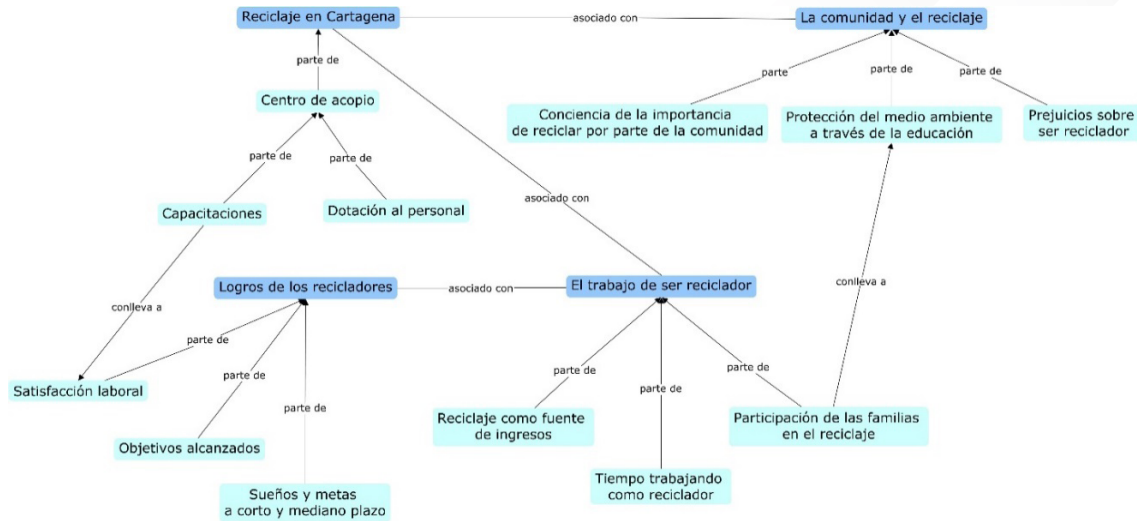 Reciclaje en Cartagena
asociado con
La comunidad y el reciclaje
parte de
parte
parte de
parte de
Centro de acopio
Conciencia de la importancia
de reciclar por parte de la comunidad
Protección del medio ambiente
a través de la educación
Prejuicios sobre
ser reciclador
parte de
parte de
asociado con
Capacitaciones
Dotación al personal
Logros de los recicladores
asociado con
El trabajo de ser reciclador
conlleva a
conlleva a
parte de
parte de
parte de
parte de
parte de
parte de
Satisfacción laboral
Objetivos alcanzados
Sueños y metas
a corto y mediano plazo
Reciclaje como fuente
de ingresos
Tiempo trabajando
como reciclador
Participación de las familias
en el reciclaje